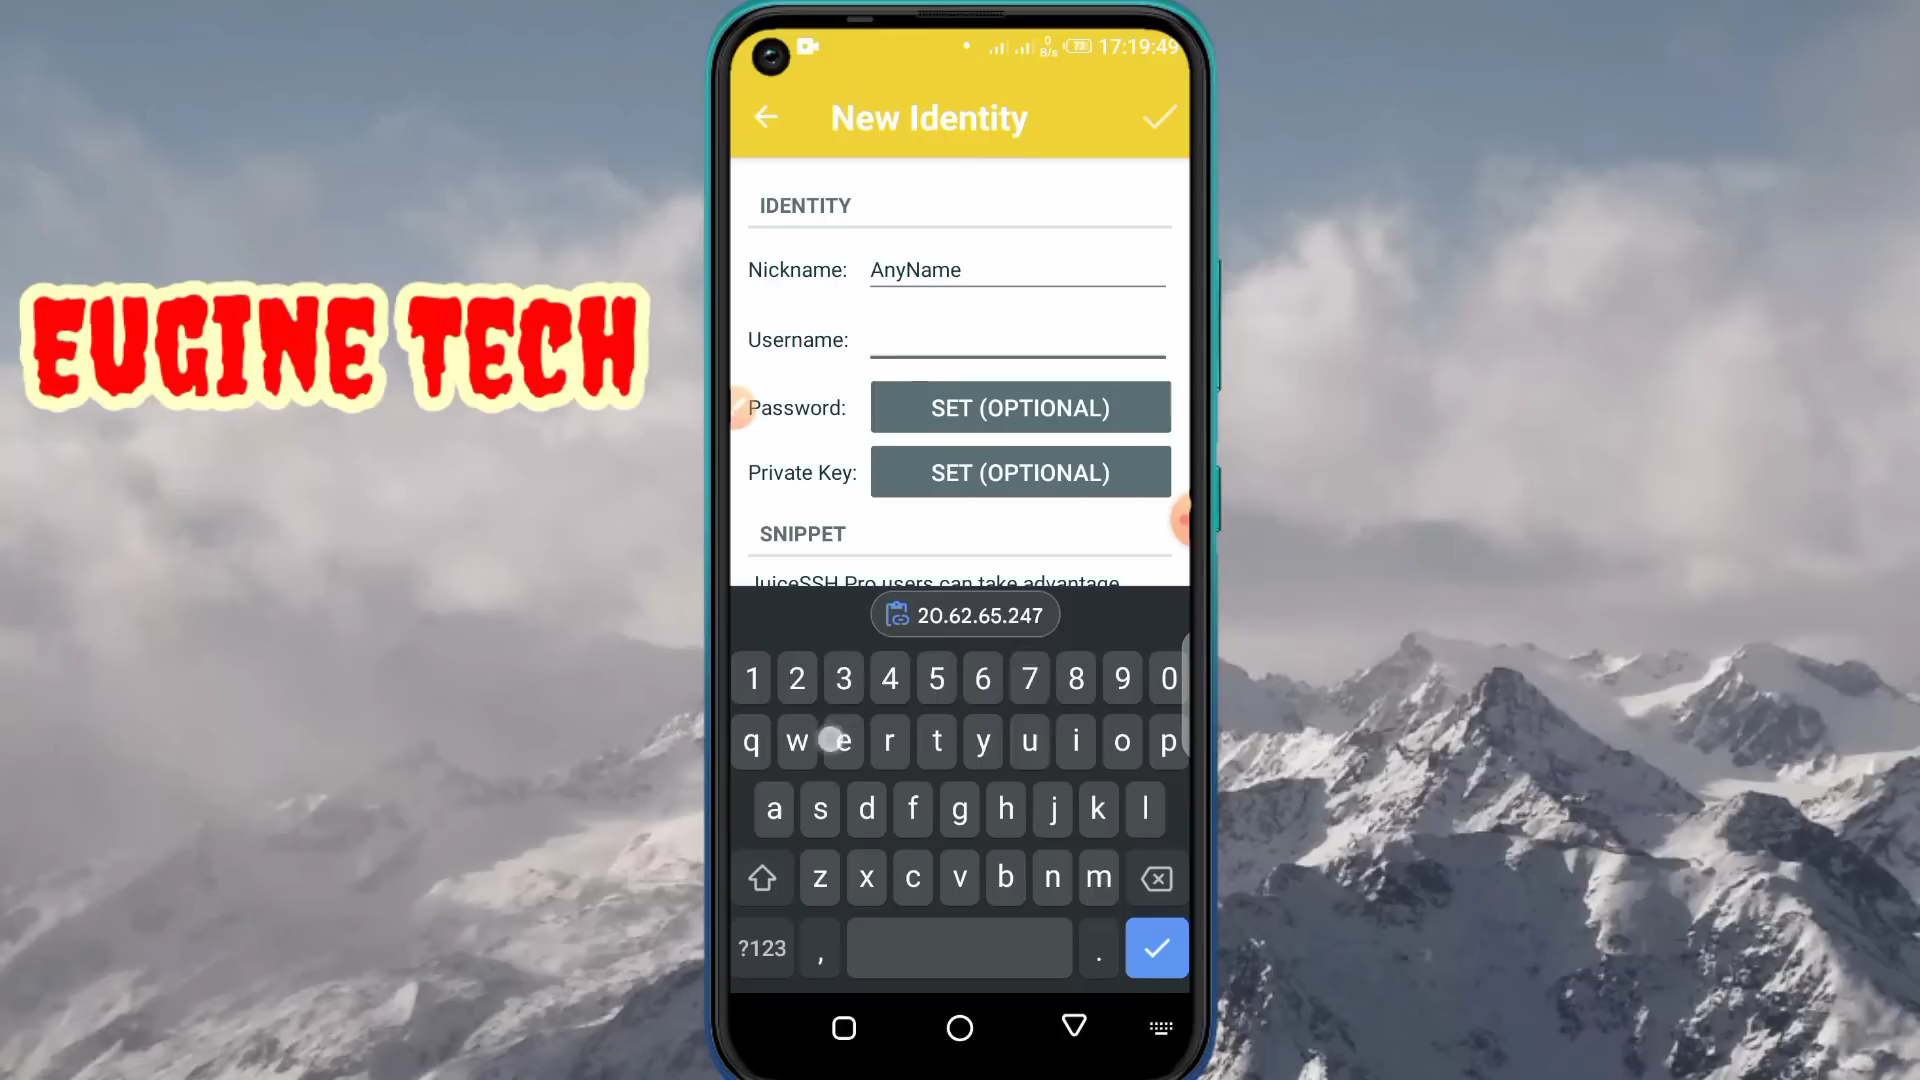 EUGINE TECH
0 B/s 73 17:19:49
New Identity
IDENTITY
Nickname: AnyName
Username:
Password: SET (OPTIONAL)
Private Key: SET (OPTIONAL)
SNIPPET
JuiceSSH Pro users can take advantage
20.62.65.247
1 2 3 4 5 6 7 8 9 0
q w e r t y u i o p
a s d f g h j k l
z x c v b n m
?123 , .